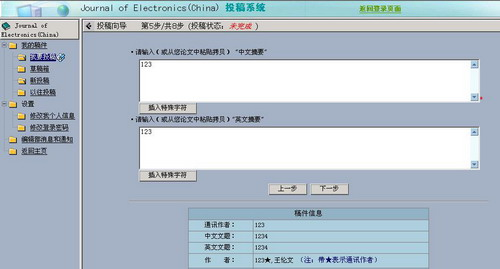 Journal of Electronics(China) 投稿系统
返回登录页面
Journal of
Electronics(China)
投稿向导 第5步/共8步 (投稿状态: 未完成 )
我的稿件
草稿箱
新投稿
以往投稿
设置
修改我个人信息
修改登录密码
编辑部消息和通知
返回主页
• 请输入 ( 或从您论文中粘贴拷贝 ) "中文摘要"
123
*
插入特殊字符
• 请输入 ( 或从您论文中粘贴拷贝 ) "英文摘要"
123
插入特殊字符
上一步 下一步
稿件信息
通讯作者: 123
中文文题: 1234
英文文题: 1234
作 者: 123★, 王论文 (注: 带★表示通讯作者)